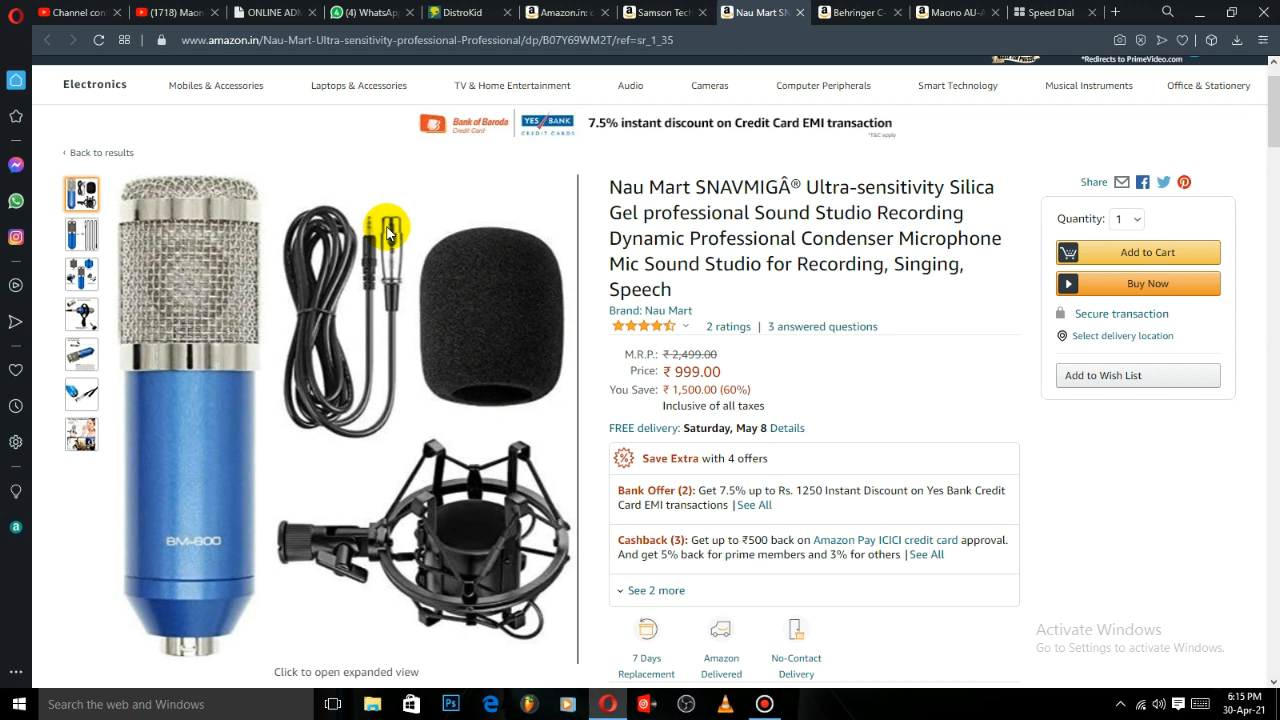 Channel con
(1718) Maon
ONLINE ADM
(4) WhatsApp
DistroKid
Amazon.in: c
Samson Tech
Nau Mart SN
Behringer C-
Maono AU-A
Speed Dial
www.amazon.in/Nau-Mart-Ultra-sensitivity-professional-Professional/dp/B07Y69WM2T/ref=sr_1_35
*Redirects to PrimeVideo.com
Electronics
Mobiles & Accessories
Laptops & Accessories
TV & Home Entertainment
Audio
Cameras
Computer Peripherals
Smart Technology
Musical Instruments
Office & Stationery
Bank of Baroda
Credit Card
YES BANK
CREDIT CARDS
7.5% instant discount on Credit Card EMI transaction
*T&C apply
‹ Back to results
BM-800
Click to open expanded view
Nau Mart SNAVMIGÂ® Ultra-sensitivity Silica
Gel professional Sound Studio Recording
Dynamic Professional Condenser Microphone
Mic Sound Studio for Recording, Singing,
Speech
Brand: Nau Mart
2 ratings | 3 answered questions
M.R.P.: ₹ 2,499.00
Price: ₹ 999.00
You Save: ₹ 1,500.00 (60%)
Inclusive of all taxes
FREE delivery: Saturday, May 8 Details
Save Extra with 4 offers
Bank Offer (2): Get 7.5% up to Rs. 1250 Instant Discount on Yes Bank Credit
Card EMI transactions |See All
Cashback (3): Get up to ₹500 back on Amazon Pay ICICI credit card approval.
And get 5% back for prime members and 3% for others |See All
See 2 more
7 Days
Replacement
Amazon
Delivered
No-Contact
Delivery
Share
Quantity: 1
Add to Cart
Buy Now
Secure transaction
Select delivery location
Add to Wish List
Activate Windows
Go to Settings to activate Windows.
Search the web and Windows
6:15 PM
30-Apr-21